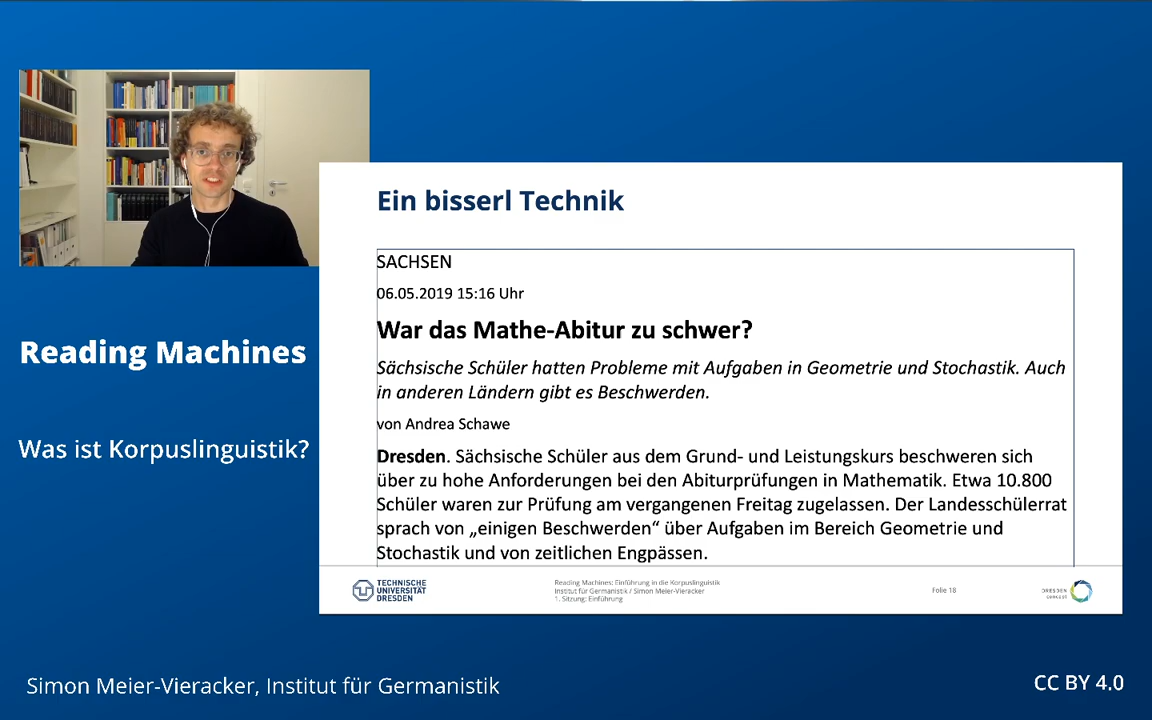 Reading Machines
Was ist Korpuslinguistik?
Ein bisserl Technik
SACHSEN
06.05.2019 15:16 Uhr
War das Mathe-Abitur zu schwer?
Sächsische Schüler hatten Probleme mit Aufgaben in Geometrie und Stochastik. Auch
in anderen Ländern gibt es Beschwerden.
von Andrea Schawe
Dresden. Sächsische Schüler aus dem Grund- und Leistungskurs beschweren sich
über zu hohe Anforderungen bei den Abiturprüfungen in Mathematik. Etwa 10.800
Schüler waren zur Prüfung am vergangenen Freitag zugelassen. Der Landesschülerrat
sprach von „einigen Beschwerden“ über Aufgaben im Bereich Geometrie und
Stochastik und von zeitlichen Engpässen.
TECHNISCHE
UNIVERSITÄT
DRESDEN
Reading Machines: Einführung in die Korpuslinguistik
Institut für Germanistik / Simon Meier-Vieracker
1. Sitzung: Einführung
Folie 18
DRESDEN
concept
Simon Meier-Vieracker, Institut für Germanistik
CC BY 4.0